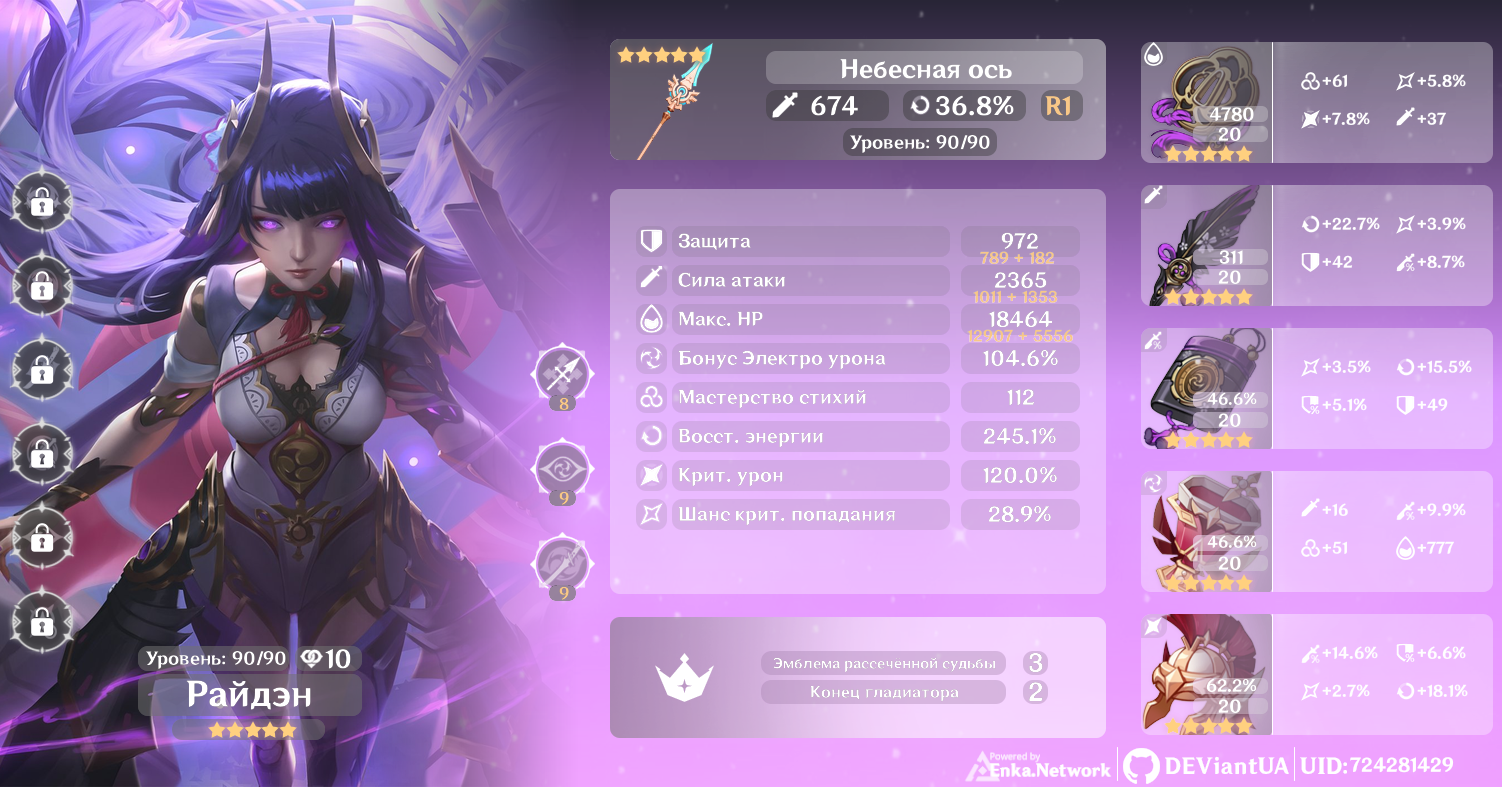 Небесная ось
674
36.8%
R1
Уровень: 90/90
Защита
972
789 + 182
Сила атаки
2365
1011 + 1353
Макс. HP
18464
12907 + 5556
Бонус Электро урона
104.6%
Мастерство стихий
112
Восст. энергии
245.1%
Крит. урон
120.0%
Шанс крит. попадания
28.9%
Эмблема рассеченной судьбы
3
Конец гладиатора
2
8
9
9
Уровень: 90/90
10
Райдэн
4780
20
+61
+5.8%
+7.8%
+37
311
20
+22.7%
+3.9%
+42
+8.7%
46.6%
20
+3.5%
+15.5%
+5.1%
+49
46.6%
20
+16
+9.9%
+51
+777
62.2%
20
+14.6%
+6.6%
+2.7%
+18.1%
Powered by
Enka.Network
DEViantUA
UID:724281429